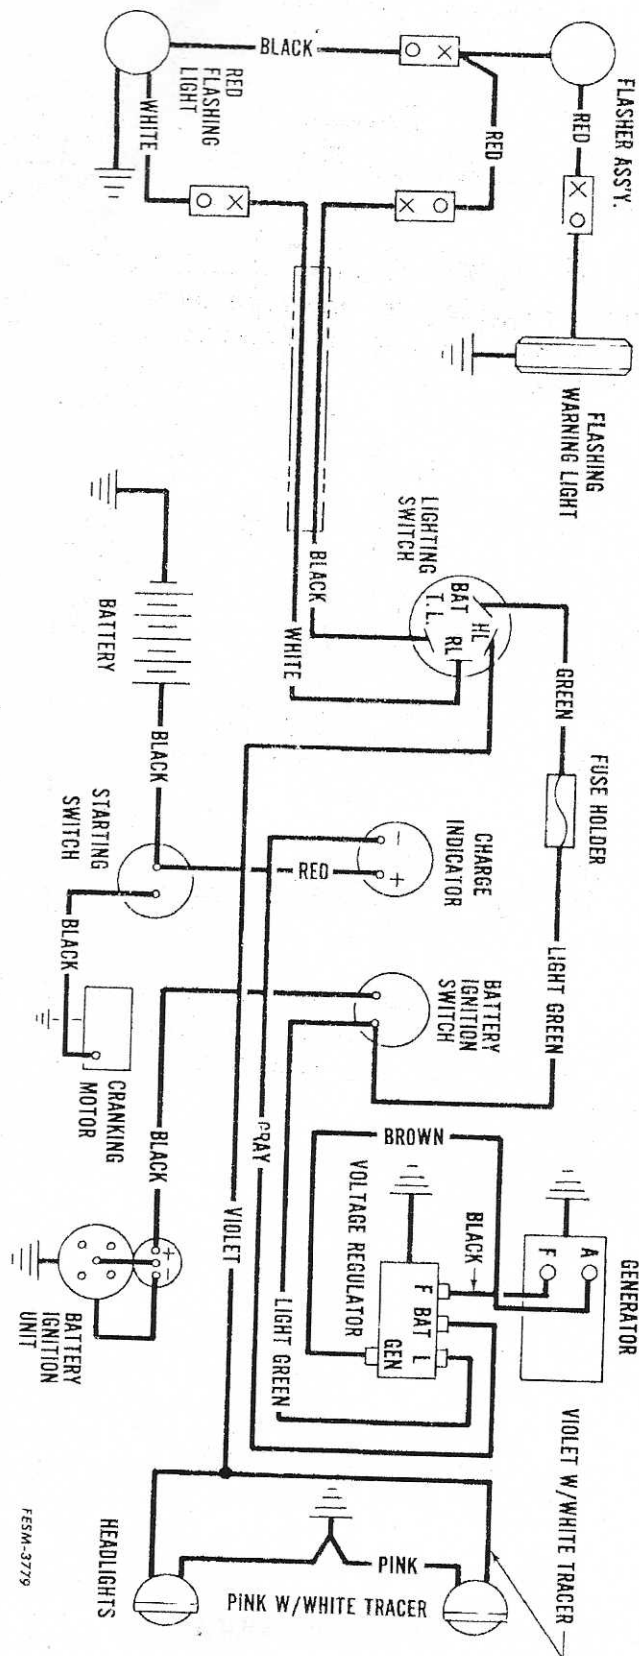 FLASHER ASS'Y.
RED
BLACK
O X
RED
FLASHING
LIGHT
WHITE
RED
X O
O X
X O
FLASHING
WARNING LIGHT
LIGHTING
SWITCH
BAT
HL
T.L.
RL
BLACK
WHITE
GREEN
FUSE HOLDER
LIGHT GREEN
BATTERY
BLACK
STARTING
SWITCH
BLACK
CRANKING
MOTOR
CHARGE
INDICATOR
- +
RED
BATTERY
IGNITION
SWITCH
BLACK
+ -
BATTERY
IGNITION
UNIT
GRAY
VIOLET
LIGHT GREEN
BROWN
VOLTAGE REGULATOR
BLACK
F BAT L
GEN
GENERATOR
A
F
VIOLET W/WHITE TRACER
PINK
PINK W/WHITE TRACER
HEADLIGHTS
FESM-3779